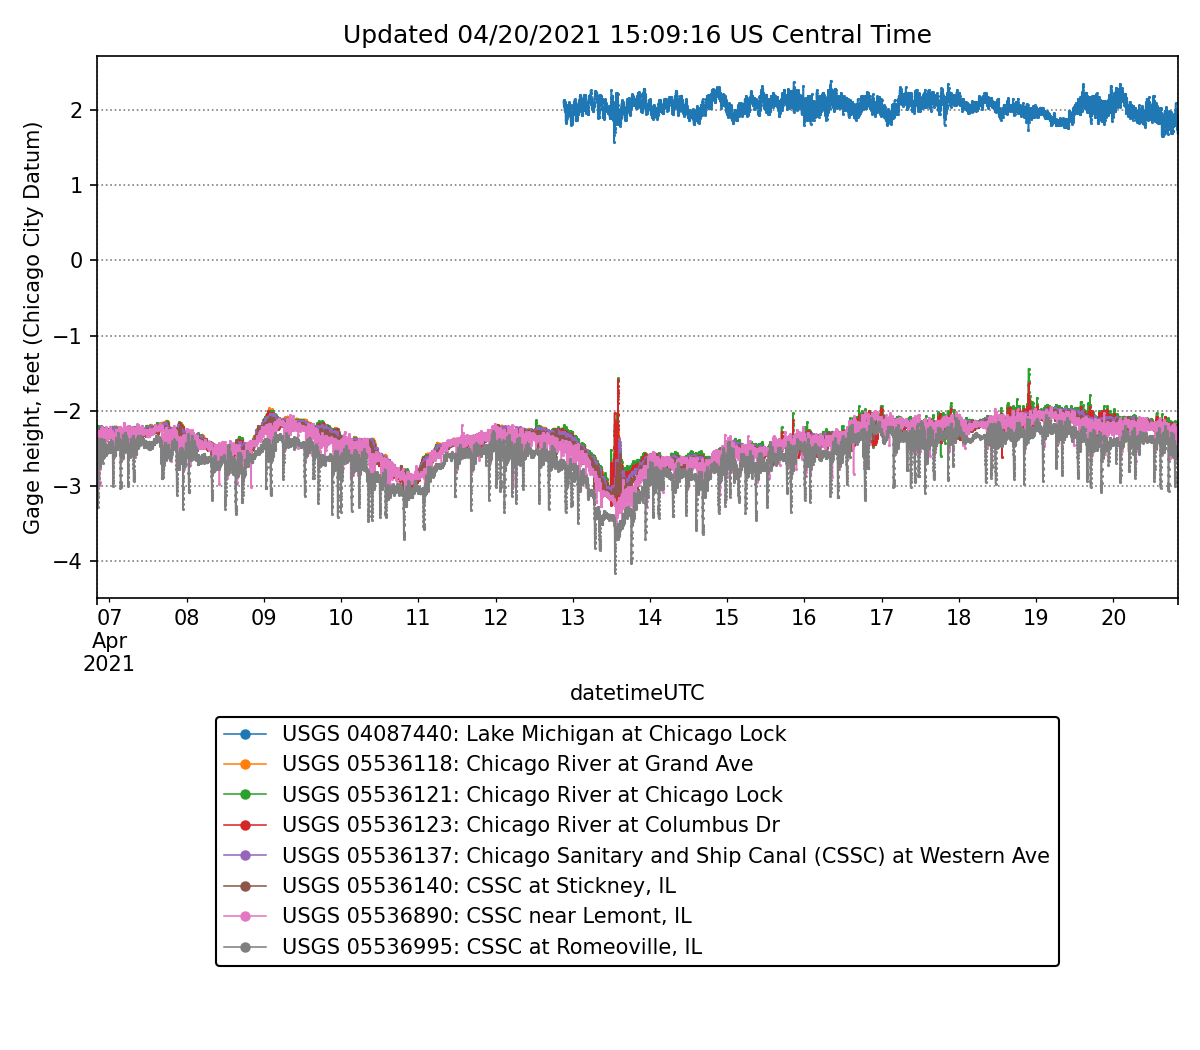 Updated 04/20/2021 15:09:16 US Central Time
Gage height, feet (Chicago City Datum)
2
1
0
−1
−2
−3
−4
07 08 09 10 11 12 13 14 15 16 17 18 19 20
Apr
2021
datetimeUTC
USGS 04087440: Lake Michigan at Chicago Lock
USGS 05536118: Chicago River at Grand Ave
USGS 05536121: Chicago River at Chicago Lock
USGS 05536123: Chicago River at Columbus Dr
USGS 05536137: Chicago Sanitary and Ship Canal (CSSC) at Western Ave
USGS 05536140: CSSC at Stickney, IL
USGS 05536890: CSSC near Lemont, IL
USGS 05536995: CSSC at Romeoville, IL